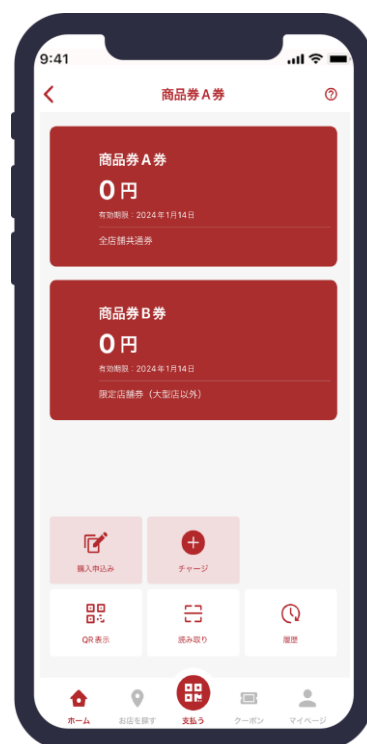 9:41
商品券A券
商品券A券
0円
有効期限：2024年1月14日
全店舗共通券
商品券B券
0円
有効期限：2024年1月14日
限定店舗券（大型店以外）
購入申込み
チャージ
QR表示
読み取り
履歴
ホーム
お店を探す
支払う
クーポン
マイページ